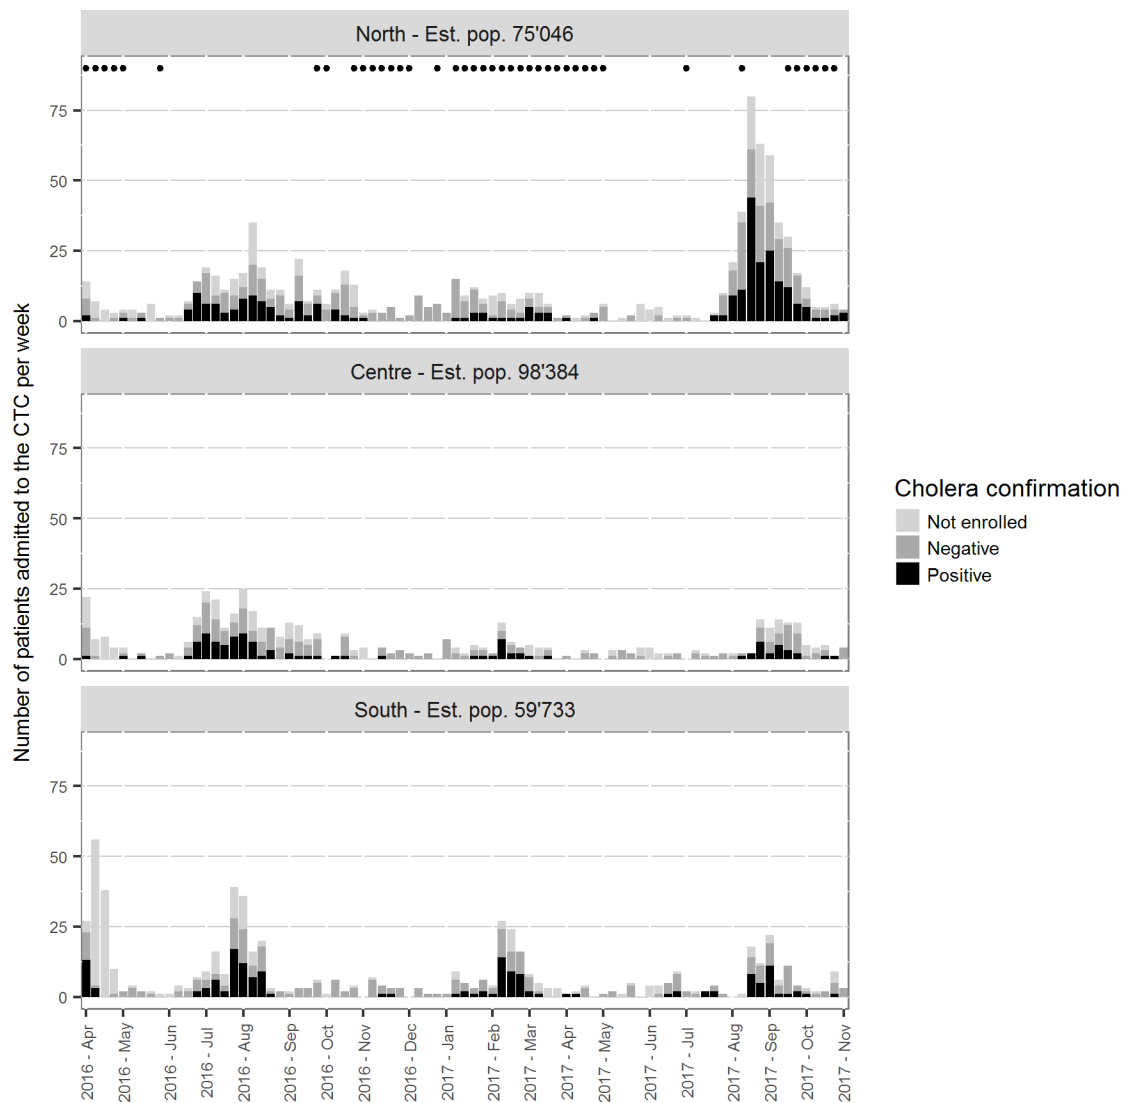 North - Est. pop. 75'046
75
50
25
0
Centre - Est. pop. 98'384
75
50
25
0
South - Est. pop. 59'733
75
50
25
0
Number of patients admitted to the CTC per week
2016 - Apr
2016 - May
2016 - Jun
2016 - Jul
2016 - Aug
2016 - Sep
2016 - Oct
2016 - Nov
2016 - Dec
2017 - Jan
2017 - Feb
2017 - Mar
2017 - Apr
2017 - May
2017 - Jun
2017 - Jul
2017 - Aug
2017 - Sep
2017 - Oct
2017 - Nov
Cholera confirmation
Not enrolled
Negative
Positive